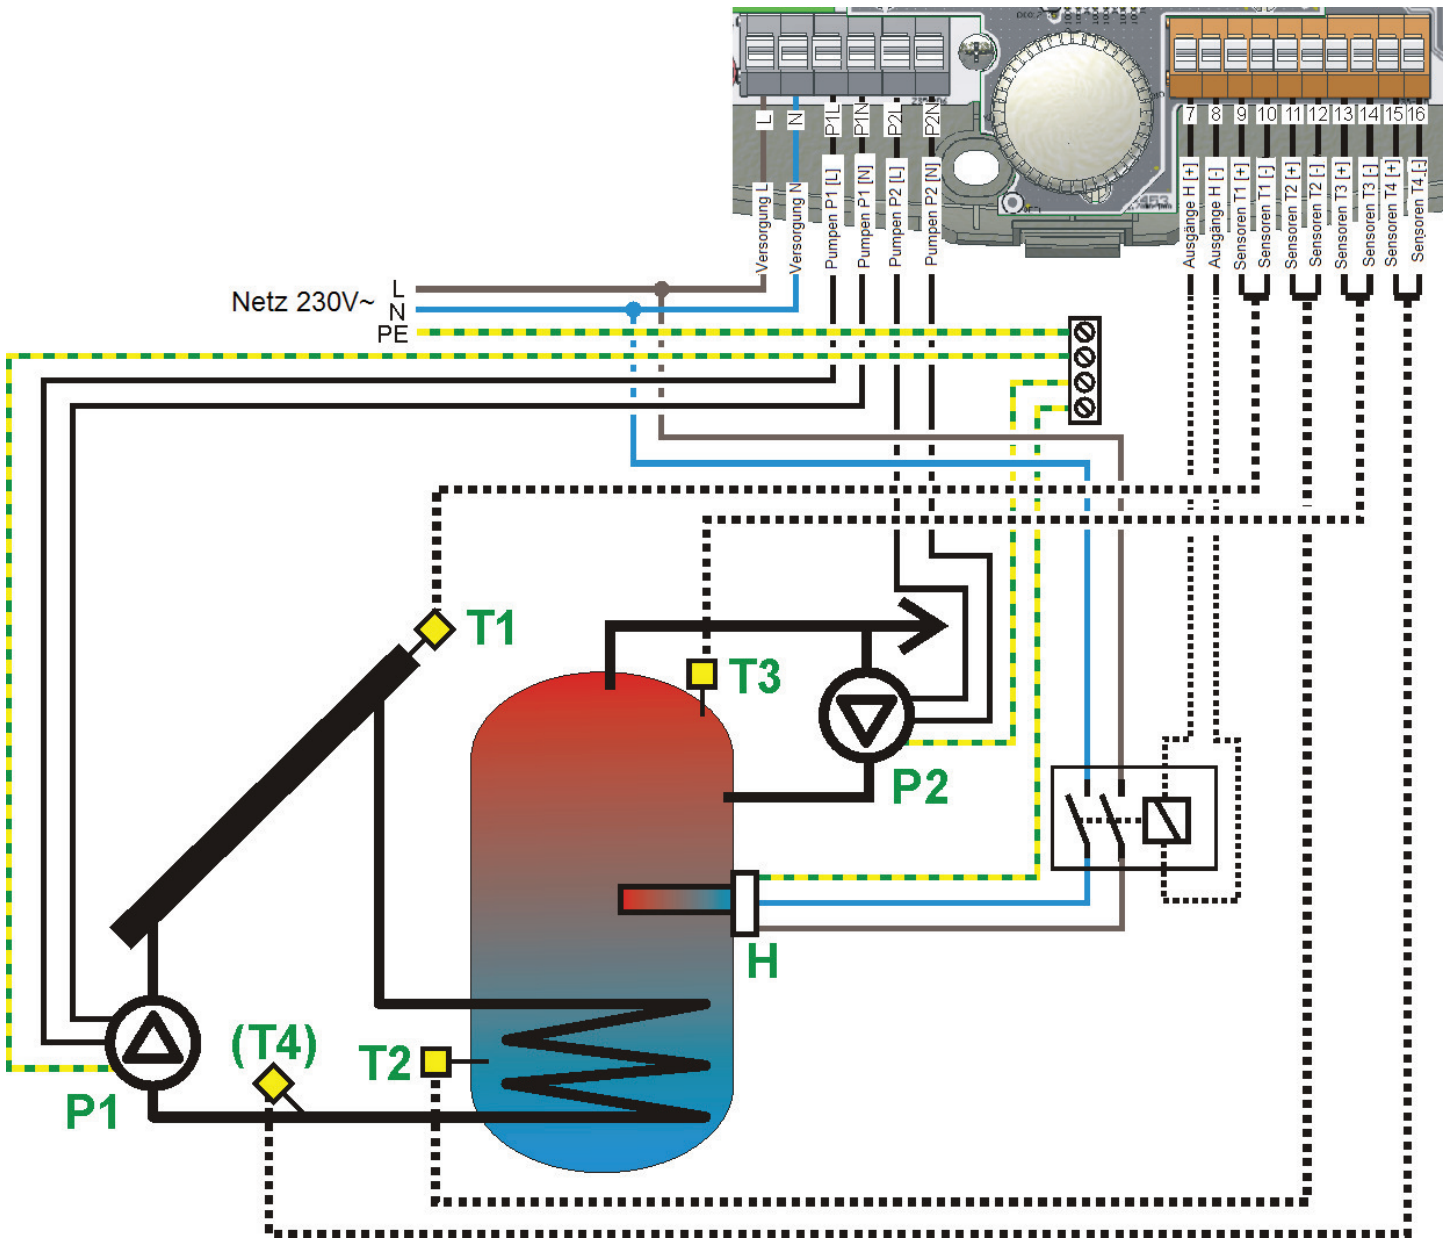 L
N
P1L
P1N
P2L
P2N
7
8
9
10
11
12
13
14
15
16
Versorgung L
Versorgung N
Pumpen P1 [L]
Pumpen P1 [N]
Pumpen P2 [L]
Pumpen P2 [N]
Ausgänge H [+]
Ausgänge H [-]
Sensoren T1 [+]
Sensoren T1 [-]
Sensoren T2 [+]
Sensoren T2 [-]
Sensoren T3 [+]
Sensoren T3 [-]
Sensoren T4 [+]
Sensoren T4 [-]
Netz 230V~
L
N
PE
T1
T3
P2
H
(T4)
T2
P1